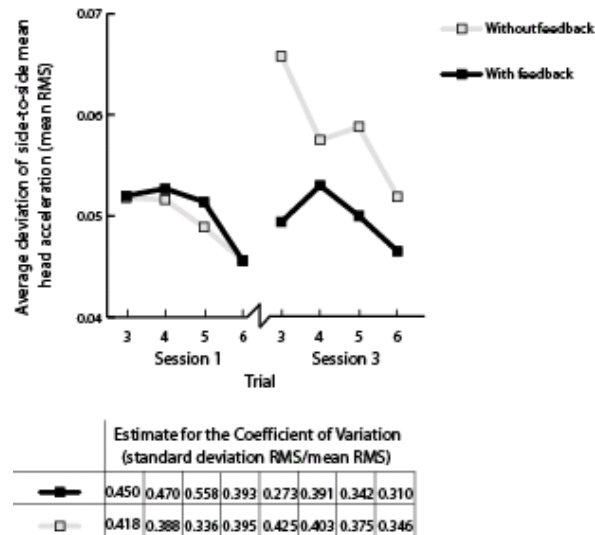 0.07
0.06
0.05
0.04
Average deviation of side-to-side mean
head acceleration (mean RMS)
Without feedback
With feedback
3 4 5 6 3 4 5 6
Session 1 Session 3
Trial
Estimate for the Coefficient of Variation
(standard deviation RMS/mean RMS)
0.450 0.470 0.558 0.393 0.273 0.391 0.342 0.310
0.418 0.388 0.336 0.395 0.425 0.403 0.375 0.346